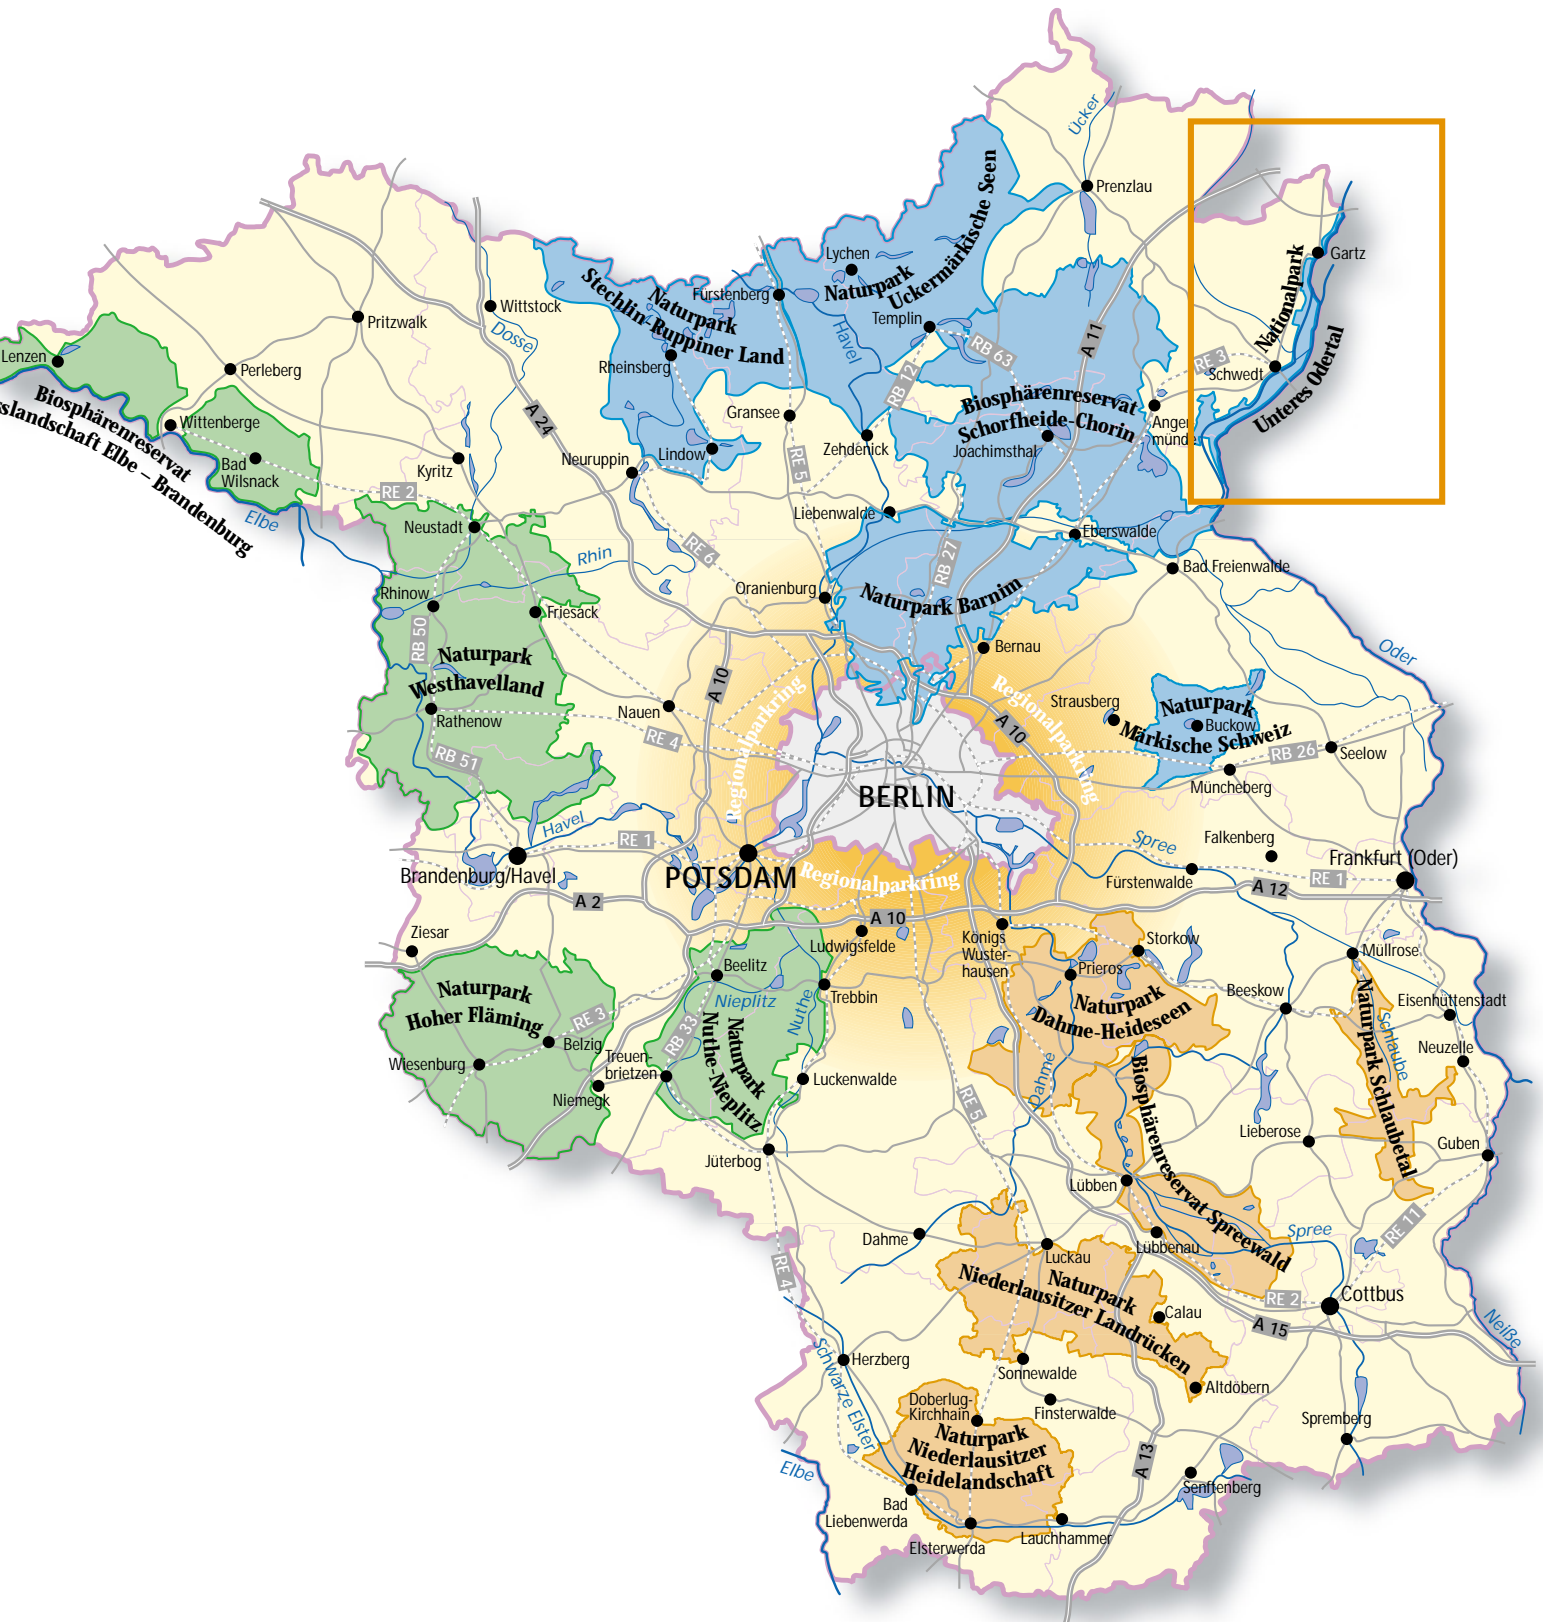 Ücker
Prenzlau
Gartz
Nationalpark
Unteres Odertal
Schwedt
RE 3
Anger-
münde
A 11
Lychen
Naturpark
Uckermärkische Seen
Templin
Fürstenberg
Naturpark
Stechlin-Ruppiner Land
Rheinsberg
Havel
RB 63
RB 12
Gransee
Zehdenick
Biosphärenreservat
Schorfheide-Chorin
Joachimsthal
Wittstock
Dosse
Pritzwalk
Perleberg
Lenzen
Wittenberge
Bad
Wilsnack
Biosphärenreservat
sslandschaft Elbe – Brandenburg
Elbe
A 24
Kyritz
RE 2
Neuruppin
Lindow
RE 5
Liebenwalde
Eberswalde
Neustadt
Rhin
RE 6
RB 27
Bad Freienwalde
Rhinow
Friesack
Oranienburg
Naturpark Barnim
RB 50
Naturpark
Westhavelland
Rathenow
RB 51
Bernau
Oder
A 10
Nauen
RE 4
Regionalparkring
Regionalparkring
A 10
Strausberg
Naturpark
Buckow
Märkische Schweiz
RB 26
Seelow
Müncheberg
BERLIN
Havel
RE 1
Brandenburg/Havel
POTSDAM
Regionalparkring
Spree
Falkenberg
Frankfurt (Oder)
Fürstenwalde
RE 1
A 12
A 2
A 10
Ziesar
Ludwigsfelde
Königs
Wuster-
hausen
Storkow
Prieros
Müllrose
Naturpark
Hoher Fläming
Beelitz
Nieplitz
Nuthe
Trebbin
Naturpark
Dahme-Heideseen
Beeskow
Eisenhüttenstadt
Naturpark Schlaubetal
Schlaube
Neuzelle
RE 3
Belzig
Wiesenburg
Treuen-
brietzen
Niemegk
RB 33
Naturpark
Nuthe-Nieplitz
Luckenwalde
Dahme
RE 5
Biosphärenreservat Spreewald
Lieberose
Guben
Jüterbog
Lübben
Dahme
Luckau
Lübbenau
Spree
RE 11
RE 4
Naturpark
Niederlausitzer Landrücken
Calau
RE 2
Cottbus
A 15
Neiße
Herzberg
Schwarze Elster
Sonnewalde
Altdöbern
Doberlug-
Kirchhain
Finsterwalde
Spremberg
Naturpark
Niederlausitzer
Heidelandschaft
A 13
Elbe
Senftenberg
Bad
Liebenwerda
Elsterwerda
Lauchhammer